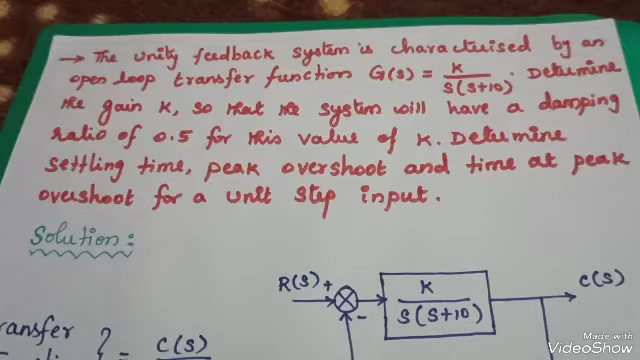 → The unity feedback system is characterised by an
open loop transfer function G(s) = K / s(s+10) . Determine
the gain K, so that the system will have a damping
ratio of 0.5 for this value of K. Determine
settling time, peak overshoot and time at peak
overshoot for a unit step input.
Solution:
R(s) + - K / s(s+10) C(s)
C(s)
Made With
VideoShow